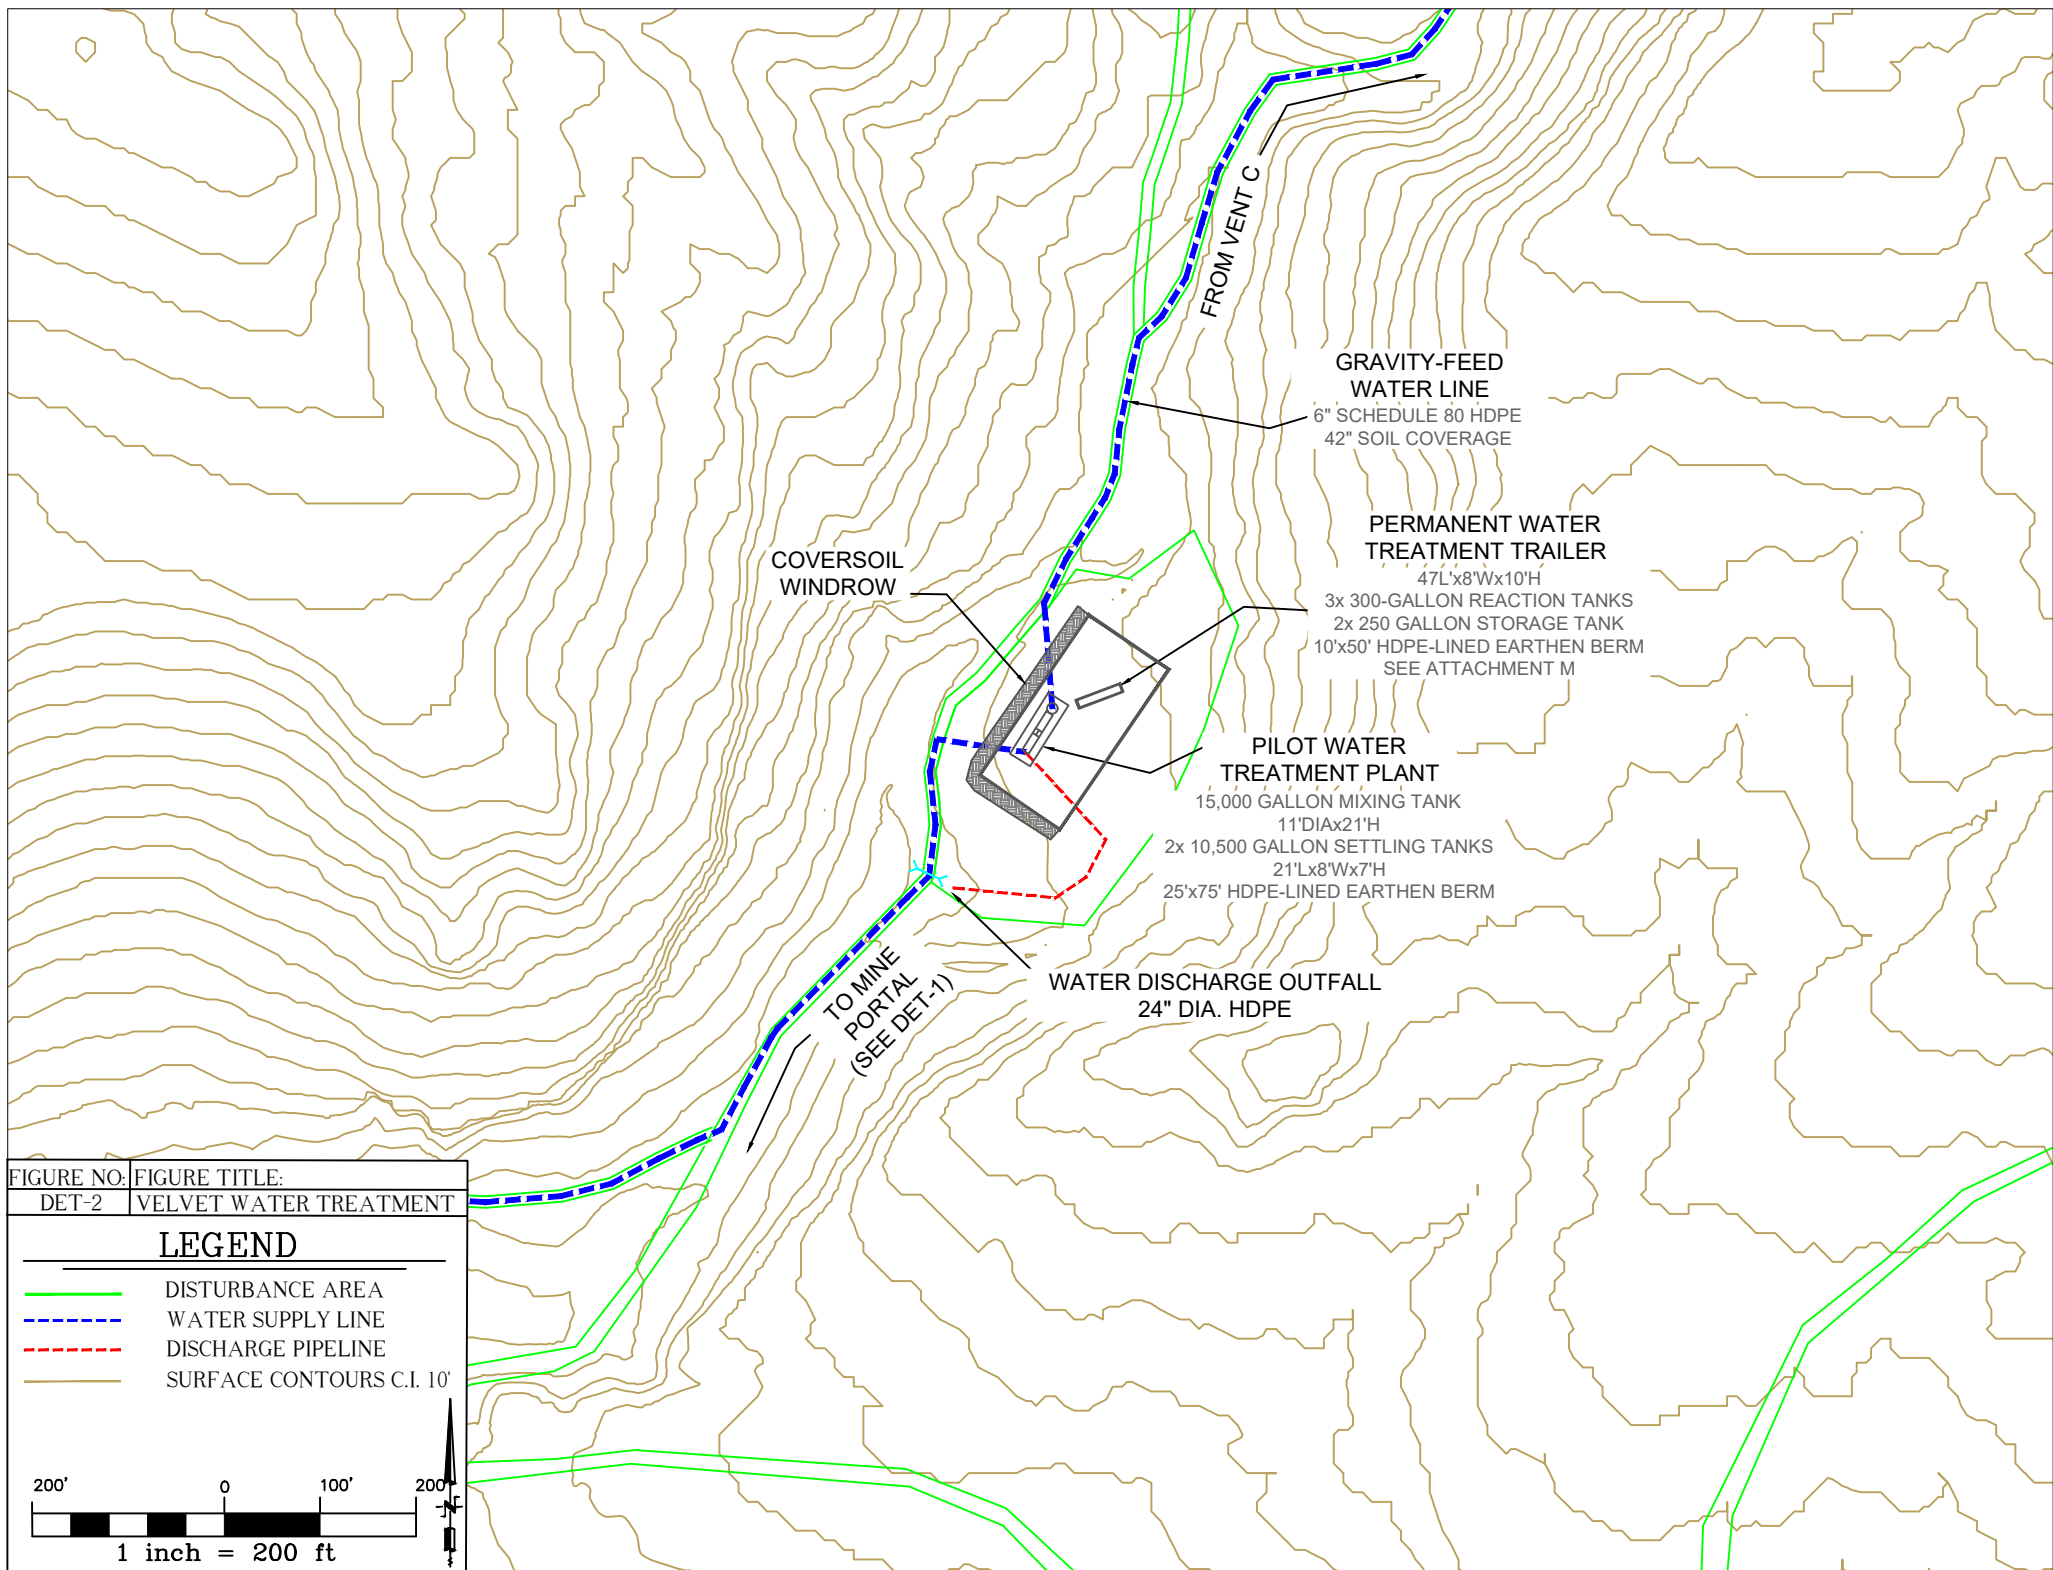 FROM VENT C
GRAVITY-FEED
WATER LINE
6" SCHEDULE 80 HDPE
42" SOIL COVERAGE
PERMANENT WATER
TREATMENT TRAILER
47L'x8'Wx10'H
3x 300-GALLON REACTION TANKS
2x 250 GALLON STORAGE TANK
10'x50' HDPE-LINED EARTHEN BERM
SEE ATTACHMENT M
COVERSOIL
WINDROW
PILOT WATER
TREATMENT PLANT
15,000 GALLON MIXING TANK
11'DIAx21'H
2x 10,500 GALLON SETTLING TANKS
21'Lx8'Wx7'H
25'x75' HDPE-LINED EARTHEN BERM
WATER DISCHARGE OUTFALL
24" DIA. HDPE
TO MINE
PORTAL
(SEE DET-1)
FIGURE NO: FIGURE TITLE:
DET-2 VELVET WATER TREATMENT
LEGEND
DISTURBANCE AREA
WATER SUPPLY LINE
DISCHARGE PIPELINE
SURFACE CONTOURS C.I. 10'
200' 0 100' 200'
N
1 inch = 200 ft